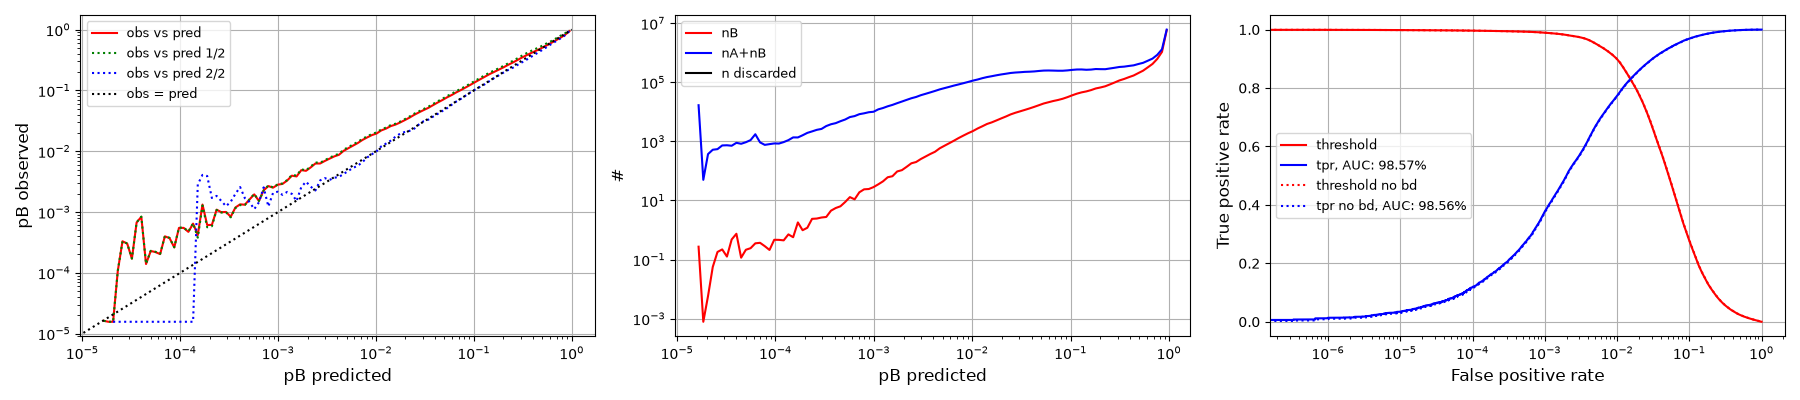 10⁰
10⁻¹
10⁻²
10⁻³
10⁻⁴
10⁻⁵
pB observed
obs vs pred
obs vs pred 1/2
obs vs pred 2/2
obs = pred
10⁻⁵
10⁻⁴
10⁻³
10⁻²
10⁻¹
10⁰
pB predicted
10⁷
10⁵
10³
10¹
10⁻¹
10⁻³
#
nB
nA+nB
n discarded
10⁻⁵
10⁻⁴
10⁻³
10⁻²
10⁻¹
10⁰
pB predicted
1.0
0.8
0.6
0.4
0.2
0.0
True positive rate
threshold
tpr, AUC: 98.57%
threshold no bd
tpr no bd, AUC: 98.56%
10⁻⁶
10⁻⁵
10⁻⁴
10⁻³
10⁻²
10⁻¹
10⁰
False positive rate